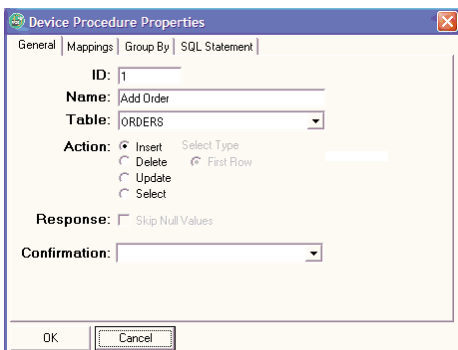 Device Procedure Properties
General Mappings Group By SQL Statement
ID: 1
Name: Add Order
Table: ORDERS
Action: Insert Select Type
Delete First Row
Update
Select
Response: Skip Null Values
Confirmation:
OK Cancel